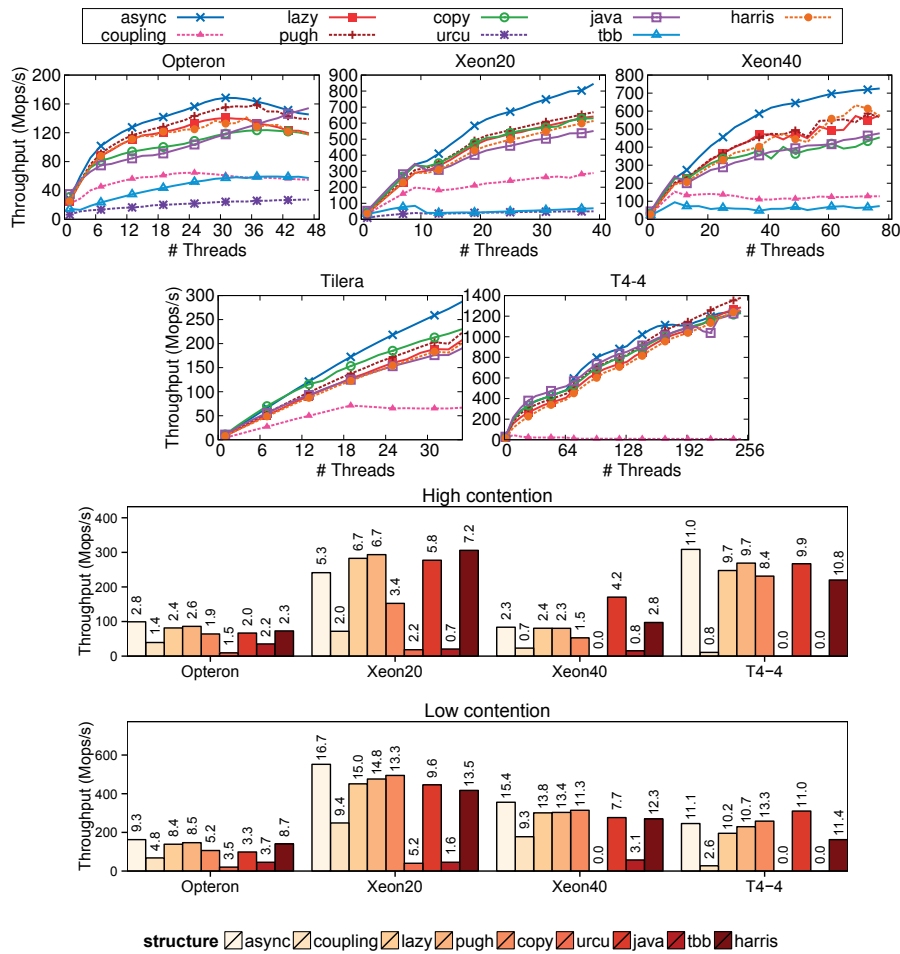 async lazy copy java harris
coupling pugh urcu tbb
Opteron Xeon20 Xeon40
Throughput (Mops/s)
200 160 120 80 40 0
0 6 12 18 24 30 36 42 48
# Threads
900 800 700 600 500 400 300 200 100 0
0 10 20 30 40
# Threads
800 700 600 500 400 300 200 100 0
0 20 40 60 80
# Threads
Tilera T4-4
Throughput (Mops/s)
300 250 200 150 100 50 0
0 6 12 18 24 30
# Threads
1400 1200 1000 800 600 400 200 0
0 64 128 192 256
# Threads
High contention
Throughput (Mops/s)
400 300 200 100 0
2.8 1.4 2.4 2.6 1.9 1.5 2.0 2.2 2.3
5.3 2.0 6.7 6.7 3.4 2.2 5.8 0.7 7.2
2.3 0.7 2.4 2.3 1.5 0.0 4.2 0.8 2.8
11.0 0.8 9.7 9.7 8.4 0.0 9.9 0.0 10.8
Opteron Xeon20 Xeon40 T4−4
Low contention
Throughput (Mops/s)
600 400 200 0
9.3 4.8 8.4 8.5 5.2 3.5 3.3 3.7 8.7
16.7 9.4 15.0 14.8 13.3 5.2 9.6 1.6 13.5
15.4 9.3 13.8 13.4 11.3 0.0 7.7 3.1 12.3
11.1 2.6 10.2 10.7 13.3 0.0 11.0 0.0 11.4
Opteron Xeon20 Xeon40 T4−4
structure async coupling lazy pugh copy urcu java tbb harris